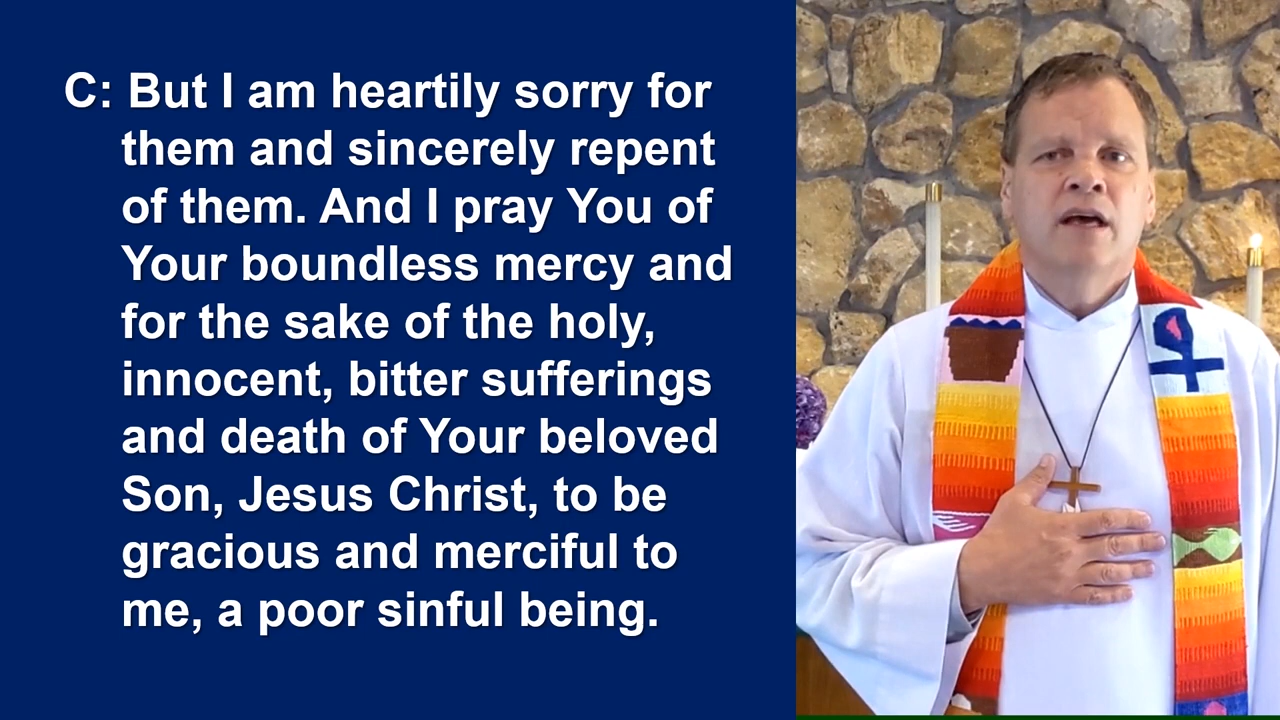 C: But I am heartily sorry for
them and sincerely repent
of them. And I pray You of
Your boundless mercy and
for the sake of the holy,
innocent, bitter sufferings
and death of Your beloved
Son, Jesus Christ, to be
gracious and merciful to
me, a poor sinful being.